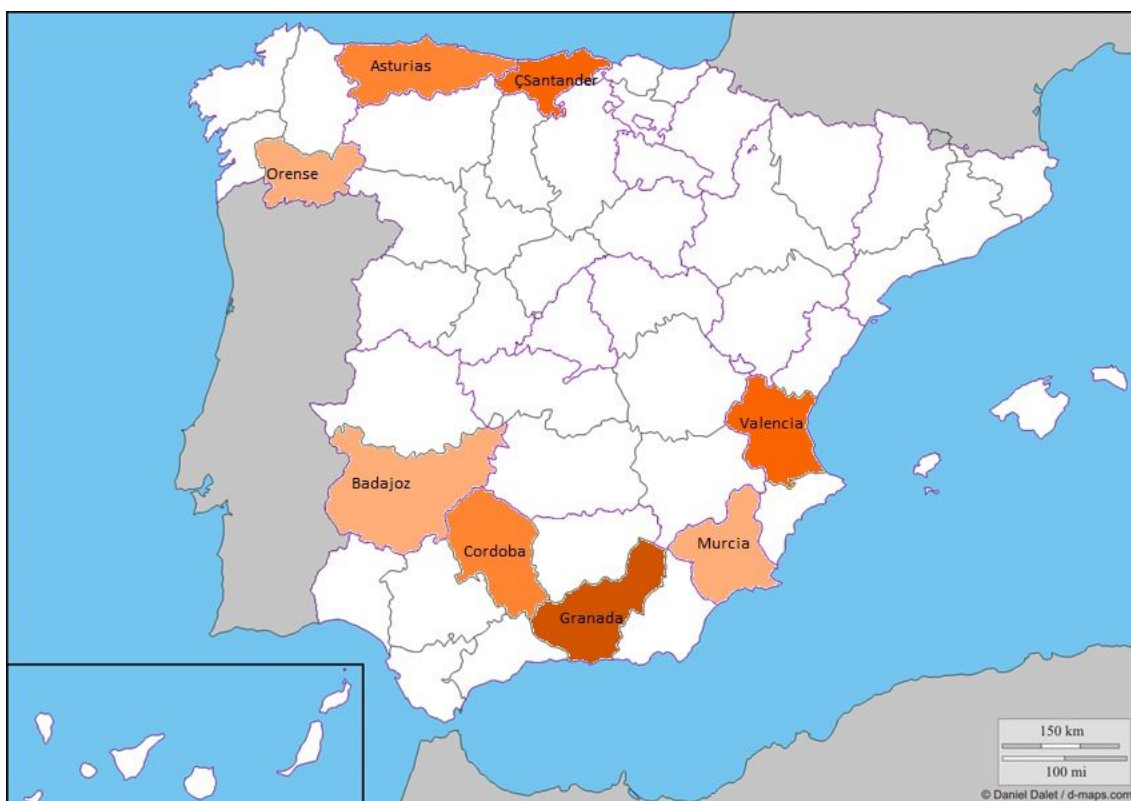 Asturias
ÇSantander
Orense
Valencia
Badajoz
Cordoba
Murcia
Granada
150 km
100 mi
© Daniel Dalet / d-maps.com